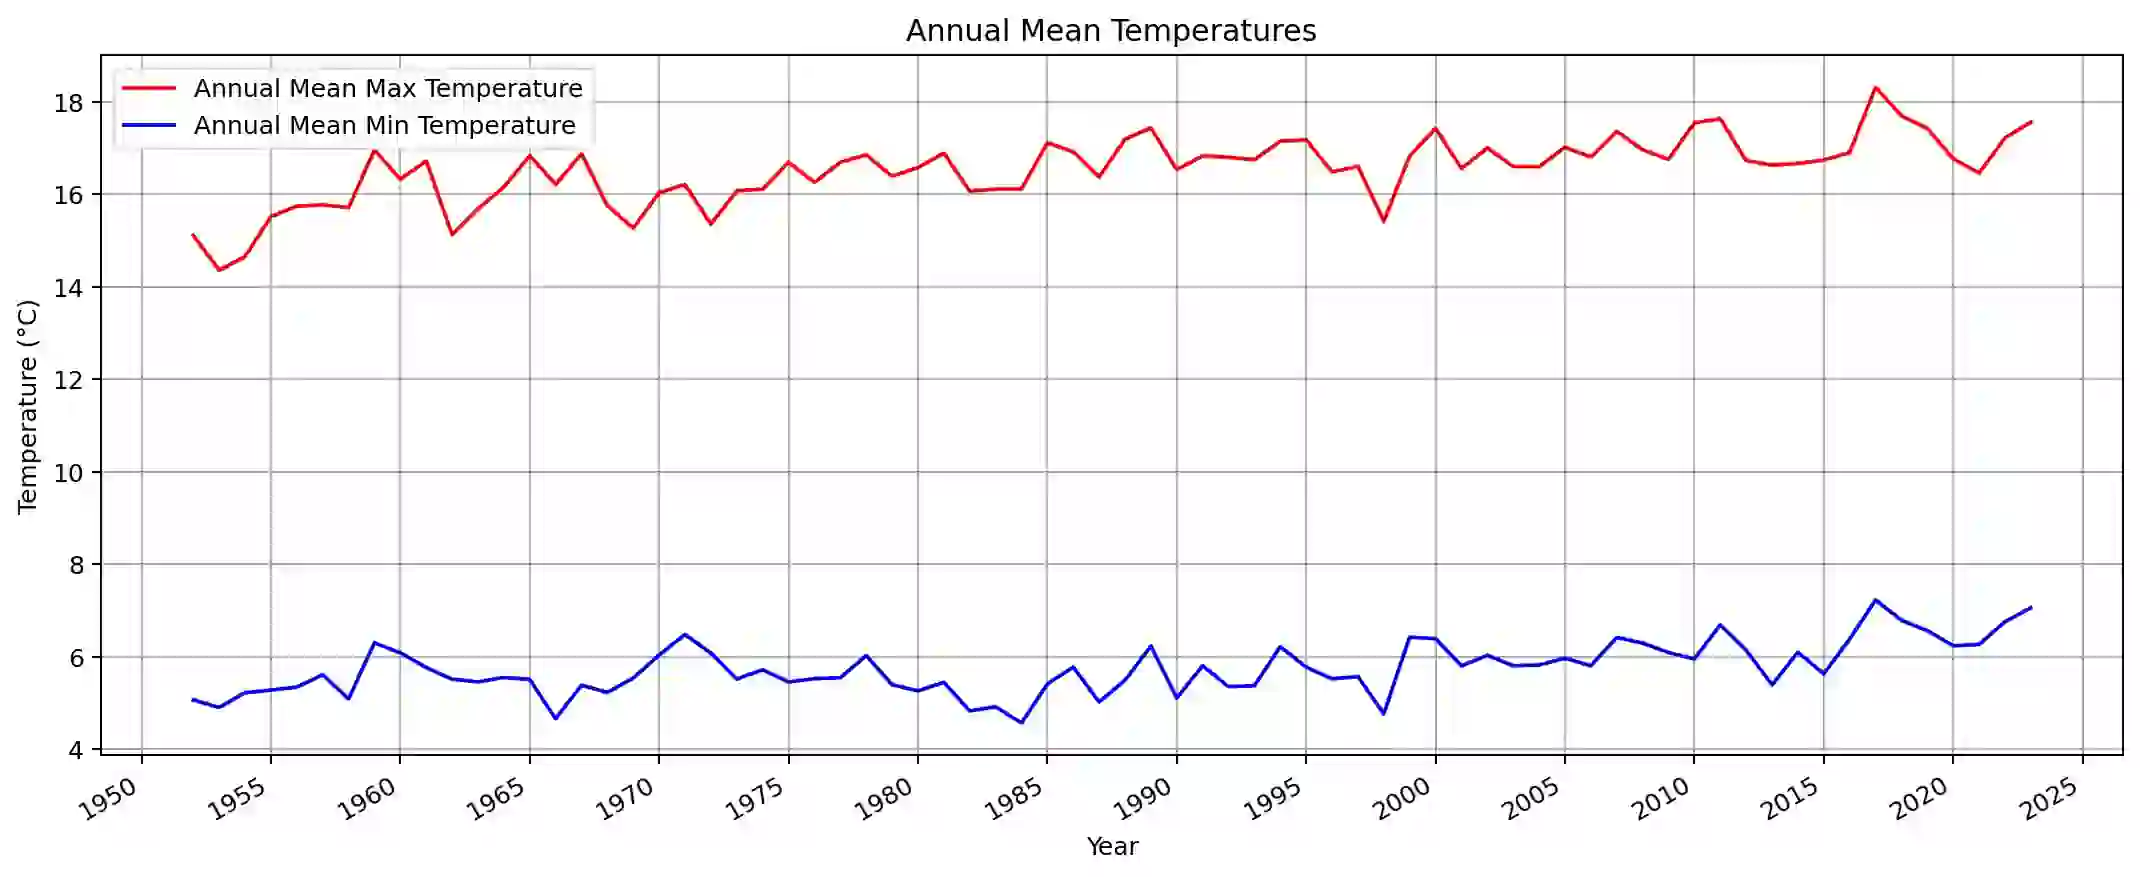 Annual Mean Temperatures
Annual Mean Max Temperature
Annual Mean Min Temperature
18
16
14
12
10
8
6
4
Temperature (°C)
1950 1955 1960 1965 1970 1975 1980 1985 1990 1995 2000 2005 2010 2015 2020 2025
Year